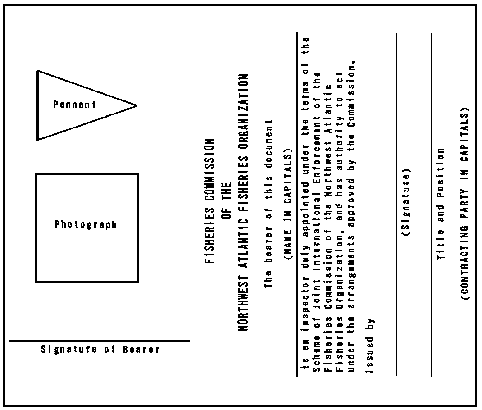 Pennant
Photograph
Signature of Bearer
FISHERIES COMMISSION
OF THE
NORTHWEST ATLANTIC FISHERIES ORGANIZATION
The bearer of this document
(NAME IN CAPITALS)
is an inspector duly appointed under the terms of the
Scheme of Joint International Enforcement of the
Fisheries Commission of the Northwest Atlantic
Fisheries Organization, and has authority to act
under the arrangements approved by the Commission.
Issued by
(Signature)
Title and Position
(CONTRACTING PARTY IN CAPITALS)